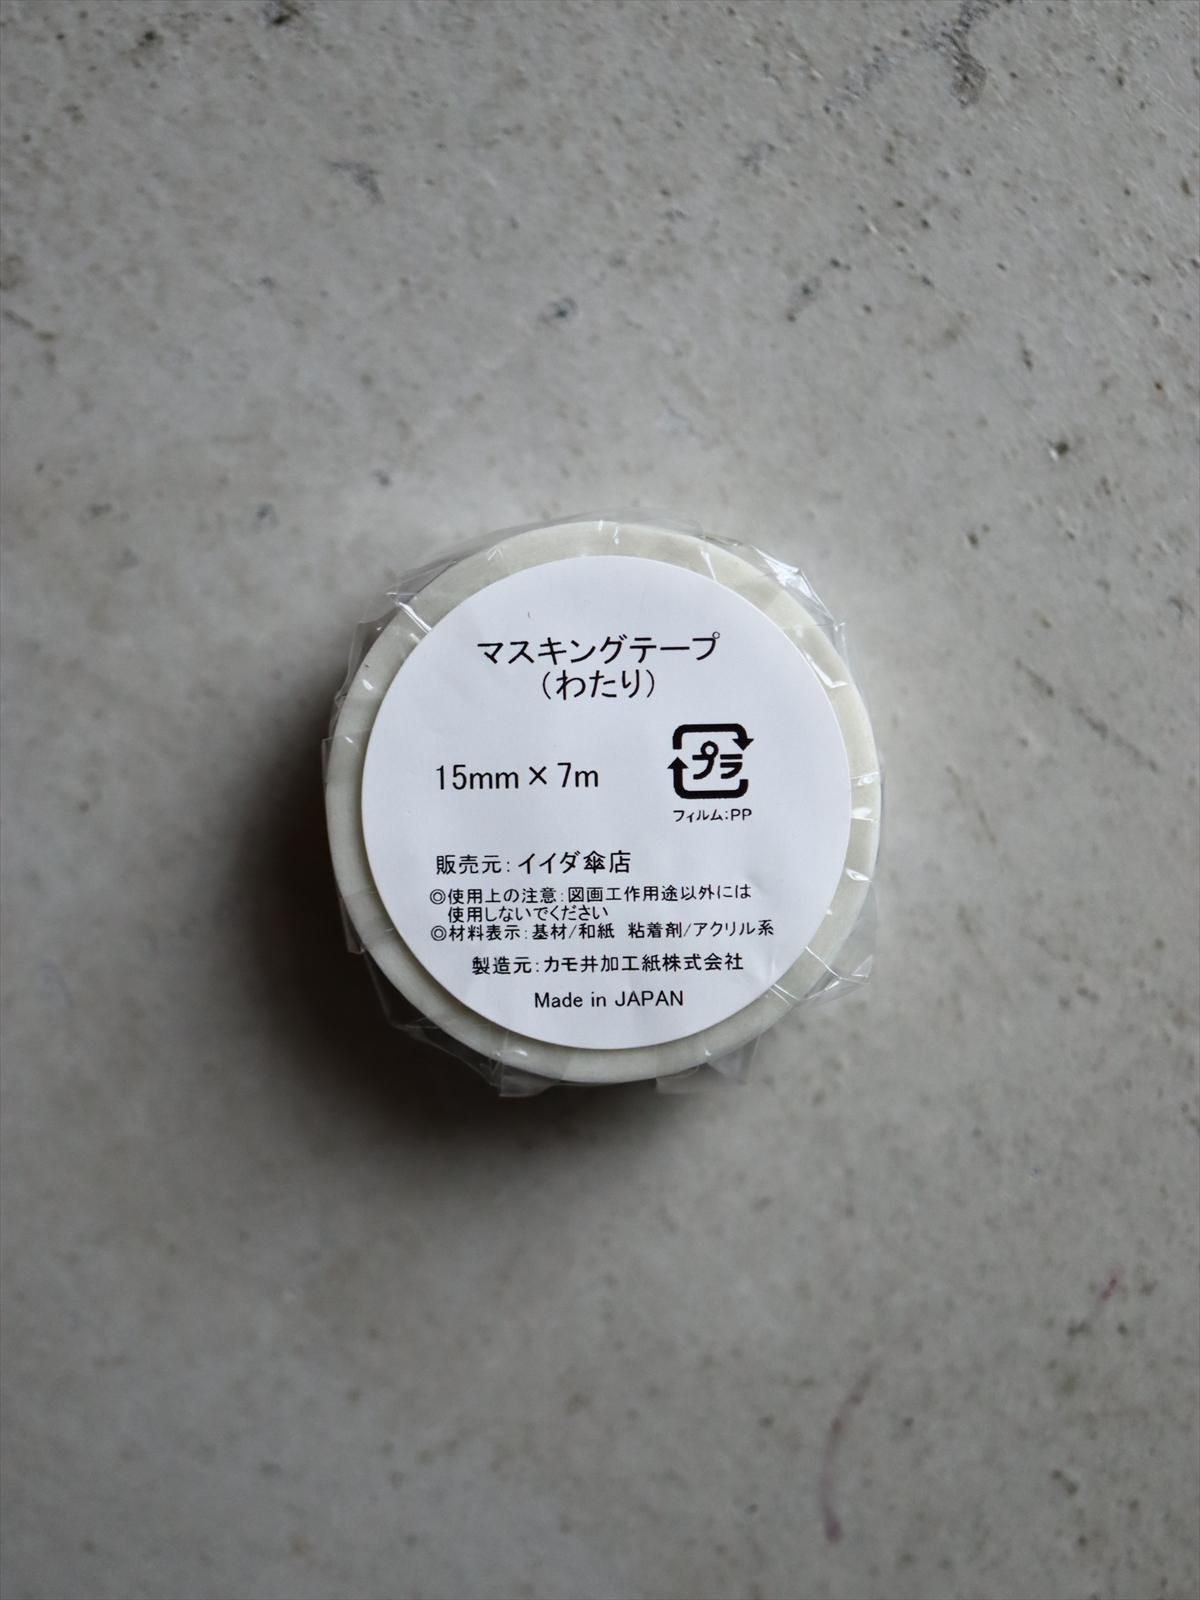 マスキングテープ
（わたり）
15mm×7m
プラ
フィルム：PP
販売元：イイダ傘店
◎使用上の注意：図画工作用途以外には
使用しないでください
◎材料表示：基材/和紙　粘着剤/アクリル系
製造元：カモ井加工紙株式会社
Made in JAPAN